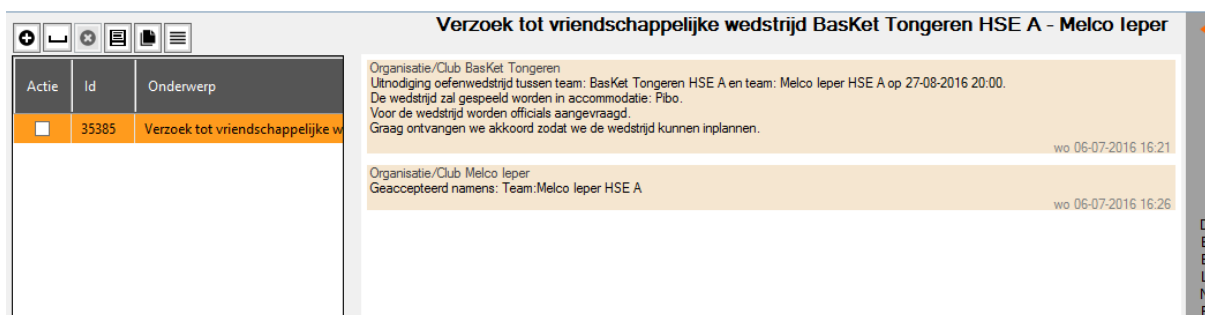 Verzoek tot vriendschappelijke wedstrijd BasKet Tongeren HSE A - Melco Ieper
Actie Id Onderwerp
35385 Verzoek tot vriendschappelijke w
Organisatie/Club BasKet Tongeren
Uitnodiging oefenwedstrijd tussen team: BasKet Tongeren HSE A en team: Melco Ieper HSE A op 27-08-2016 20:00.
De wedstrijd zal gespeeld worden in accommodatie: Pibo.
Voor de wedstrijd worden officials aangevraagd.
Graag ontvangen we akkoord zodat we de wedstrijd kunnen inplannen.
wo 06-07-2016 16:21
Organisatie/Club Melco Ieper
Geaccepteerd namens: Team:Melco Ieper HSE A
wo 06-07-2016 16:26